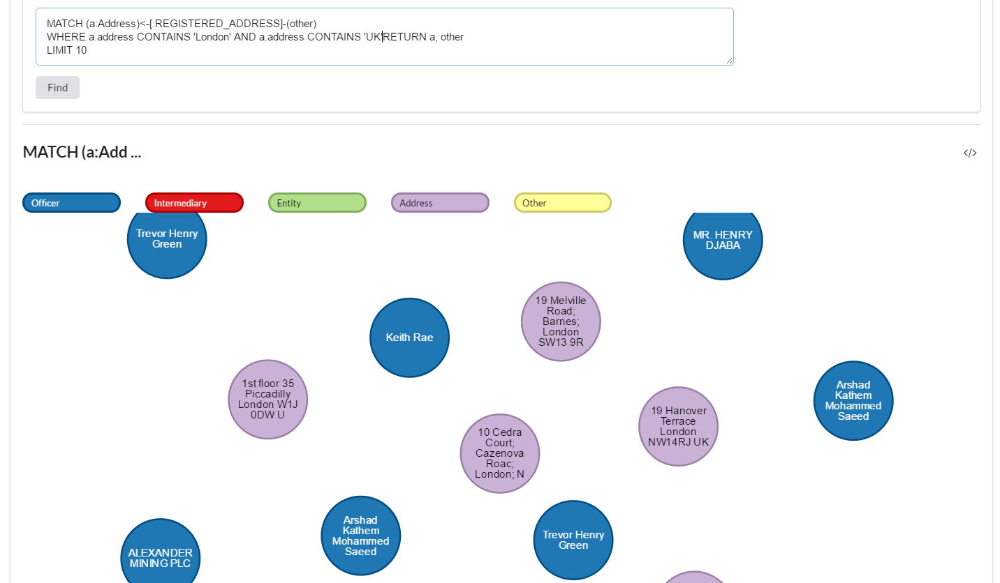 MATCH (a:Address)<-[:REGISTERED_ADDRESS]-(other)
WHERE a.address CONTAINS 'London' AND a.address CONTAINS 'UK'RETURN a, other
LIMIT 10
Find
MATCH (a:Add ...
</>
Officer
Intermediary
Entity
Address
Other
Trevor Henry
Green
MR. HENRY
DJABA
19 Melville
Road;
Barnes;
London
SW13 9R
Keith Rae
1st floor 35
Piccadilly
London W1J
0DW U
Arshad
Kathem
Mohammed
Saeed
19 Hanover
Terrace
London
NW14RJ UK
10 Cedra
Court;
Cazenova
Roac;
London; N
Arshad
Kathem
Mohammed
Saeed
Trevor Henry
Green
ALEXANDER
MINING PLC